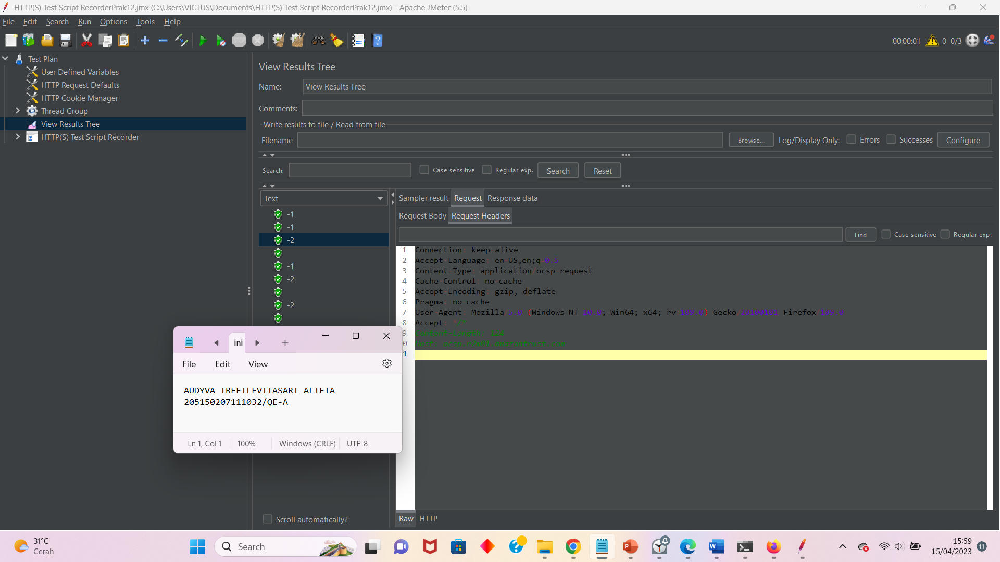 HTTP(S) Test Script RecorderPrak12.jmx (C:\Users\VICTUS\Documents\HTTP(S) Test Script RecorderPrak12.jmx) - Apache JMeter (5.5)
File Edit Search Run Options Tools Help
00:00:01 0 0/3
Test Plan
User Defined Variables
HTTP Request Defaults
HTTP Cookie Manager
Thread Group
View Results Tree
HTTP(S) Test Script Recorder
View Results Tree
Name: View Results Tree
Comments:
Write results to file / Read from file
Filename Browse... Log/Display Only: Errors Successes Configure
Search: Case sensitive Regular exp. Search Reset
Text
-1
-1
-2
-1
-2
-2
Scroll automatically?
Sampler result Request Response data
Request Body Request Headers
Find Case sensitive Regular exp.
1 Connection: keep-alive
2 Accept-Language: en-US,en;q=0.5
3 Content-Type: application/ocsp-request
4 Cache-Control: no-cache
5 Accept-Encoding: gzip, deflate
6 Pragma: no-cache
7 User-Agent: Mozilla/5.0 (Windows NT 10.0; Win64; x64; rv:109.0) Gecko/20100101 Firefox/109.0
8 Accept: */*
9 Content-Length:
0 Host:
1
Raw HTTP
ini
File Edit View
AUDYVA IREFILEVITASARI ALIFIA
205150207111032/QE-A
Ln 1, Col 1 100% Windows (CRLF) UTF-8
31°C
Cerah
Search
15:59
15/04/2023
11